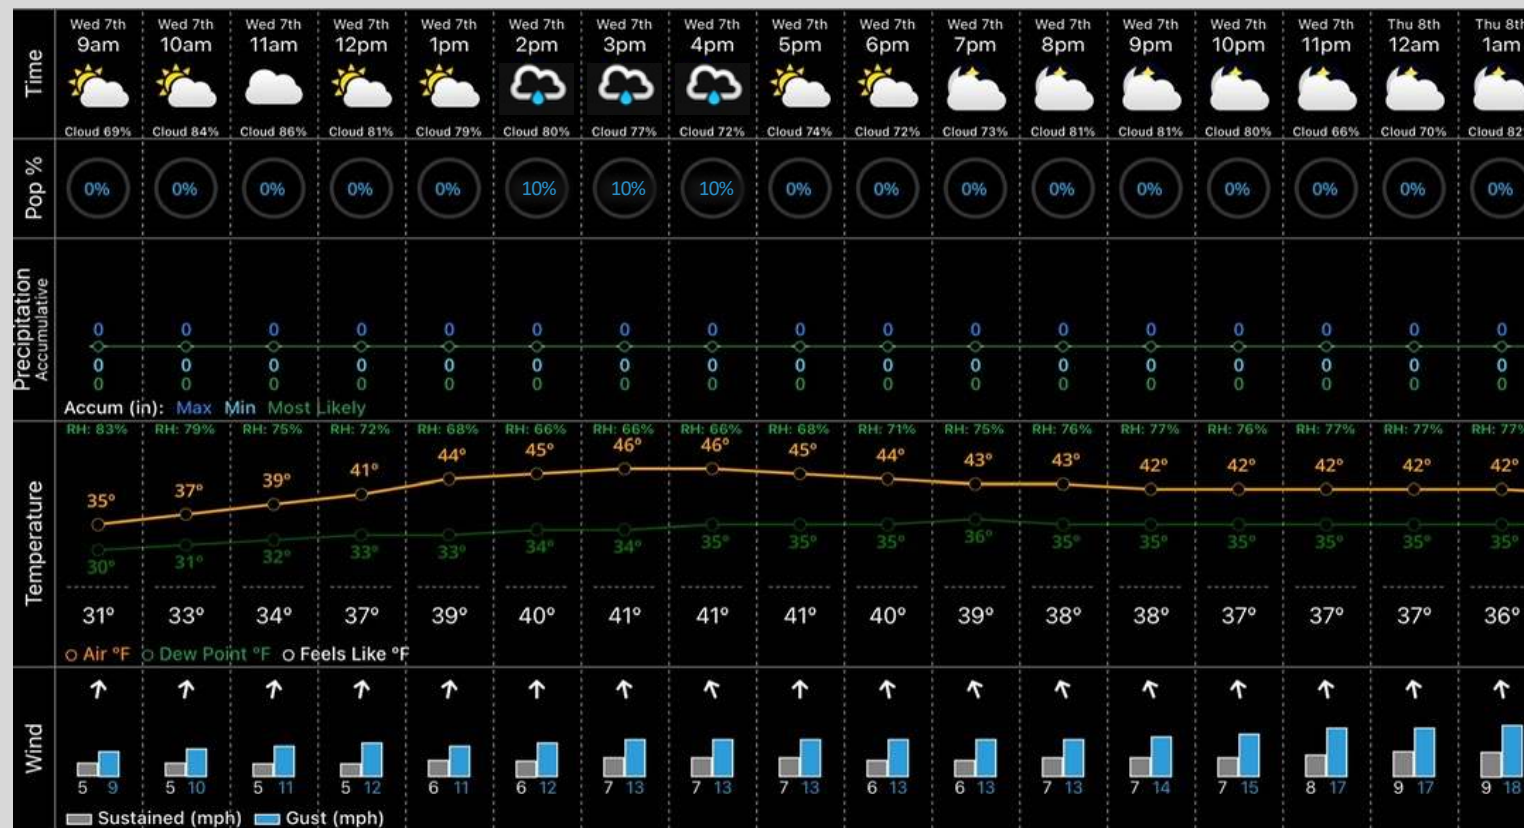 Time
Wed 7th Wed 7th Wed 7th Wed 7th Wed 7th Wed 7th Wed 7th Wed 7th Wed 7th Wed 7th Wed 7th Wed 7th Wed 7th Wed 7th Wed 7th Thu 8th Thu 8th
9am 10am 11am 12pm 1pm 2pm 3pm 4pm 5pm 6pm 7pm 8pm 9pm 10pm 11pm 12am 1am
Cloud 69% Cloud 84% Cloud 86% Cloud 81% Cloud 79% Cloud 80% Cloud 77% Cloud 72% Cloud 74% Cloud 72% Cloud 73% Cloud 81% Cloud 81% Cloud 80% Cloud 66% Cloud 70% Cloud 82
Pop %
0% 0% 0% 0% 0% 10% 10% 10% 0% 0% 0% 0% 0% 0% 0% 0% 0%
Precipitation
Accumulative
0 0 0 0 0 0 0 0 0 0 0 0 0 0 0 0 0
0 0 0 0 0 0 0 0 0 0 0 0 0 0 0 0 0
0 0 0 0 0 0 0 0 0 0 0 0 0 0 0 0 0
Accum (in): Max Min Most Likely
Temperature
RH: 83% RH: 79% RH: 75% RH: 72% RH: 68% RH: 66% RH: 66% RH: 66% RH: 68% RH: 71% RH: 75% RH: 76% RH: 77% RH: 76% RH: 77% RH: 77% RH: 77%
35° 37° 39° 41° 44° 45° 46° 46° 45° 44° 43° 43° 42° 42° 42° 42° 42°
30° 31° 32° 33° 33° 34° 34° 35° 35° 35° 36° 35° 35° 35° 35° 35° 35°
31° 33° 34° 37° 39° 40° 41° 41° 41° 40° 39° 38° 38° 37° 37° 37° 36°
Air °F Dew Point °F Feels Like °F
Wind
5 9 5 10 5 11 5 12 6 11 6 12 7 13 7 13 7 13 6 13 6 13 7 13 7 14 7 15 8 17 9 17 9 18
Sustained (mph) Gust (mph)